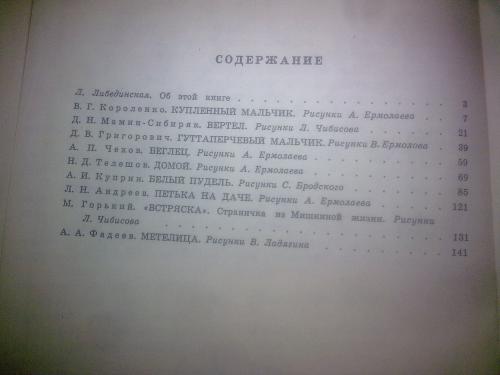 СОДЕРЖАНИЕ
Л. Либединская. Об этой книге . . . . . . . . . . . . . . . 3
В. Г. Короленко. КУПЛЕННЫЙ МАЛЬЧИК. Рисунки А. Ермолаева . . 7
Д. Н. Мамин-Сибиряк. ВЕРТЕЛ. Рисунки Л. Чибисова . . . . 21
Д. В. Григорович. ГУТТАПЕРЧЕВЫЙ МАЛЬЧИК. Рисунки В. Ермолова 39
А. П. Чехов. БЕГЛЕЦ. Рисунки А. Ермолаева . . . . . . . . 59
Н. Д. Телешов. ДОМОЙ. Рисунки А. Ермолаева . . . . . . . 69
А. И. Куприн. БЕЛЫЙ ПУДЕЛЬ. Рисунки С. Бродского . . . . 85
Л. Н. Андреев. ПЕТЬКА НА ДАЧЕ. Рисунки А. Ермолаева . . . 121
М. Горький. «ВСТРЯСКА». Страничка из Мишкиной жизни. Рисунки
Л. Чибисова . . . . . . . . . . . . . . . . . . . 131
А. А. Фадеев. МЕТЕЛИЦА. Рисунки В. Ладягина . . . . . . . 141